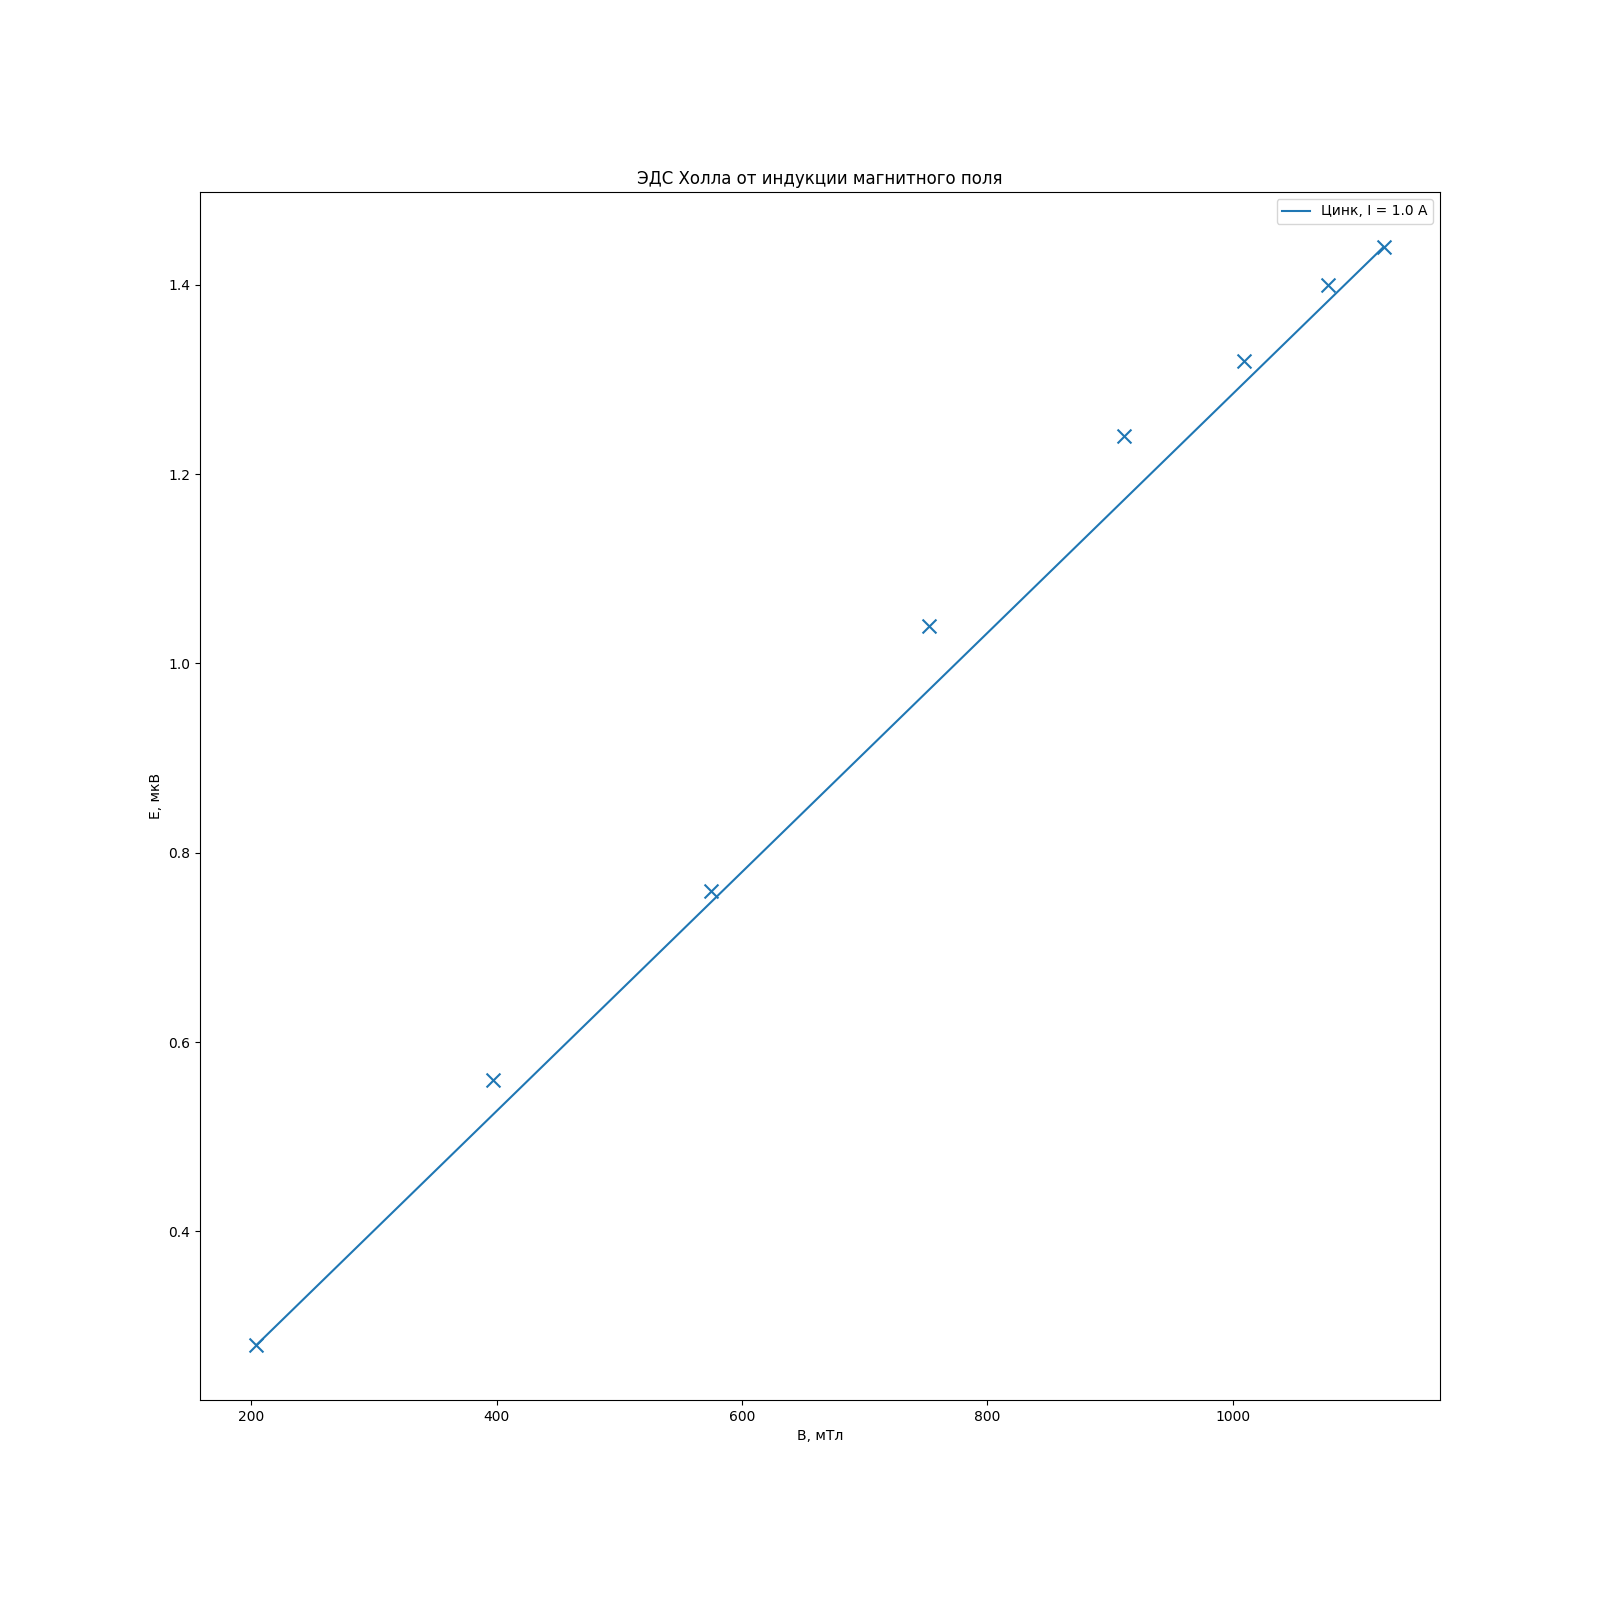 ЭДС Холла от индукции магнитного поля
Цинк, I = 1.0 А
1.4
1.2
1.0
0.8
0.6
0.4
Е, мкВ
200
400
600
800
1000
В, мТл